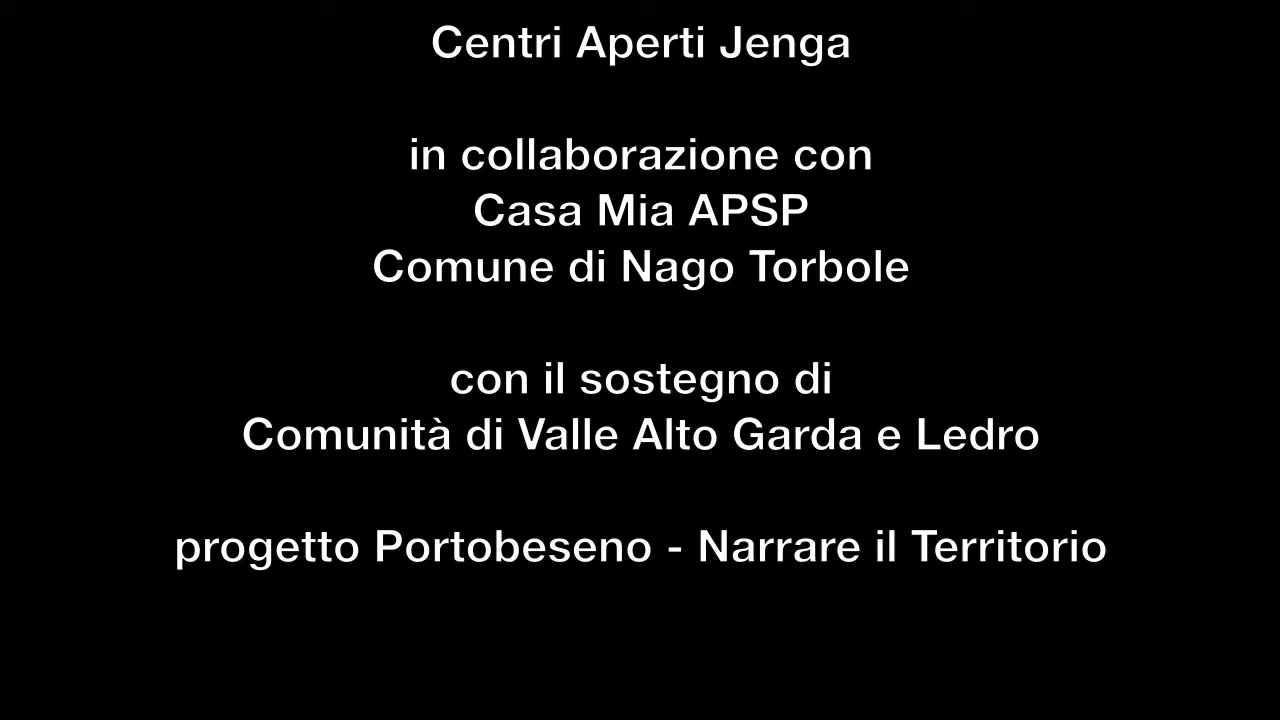 Centri Aperti Jenga
in collaborazione con
Casa Mia APSP
Comune di Nago Torbole
con il sostegno di
Comunità di Valle Alto Garda e Ledro
progetto Portobeseno - Narrare il Territorio